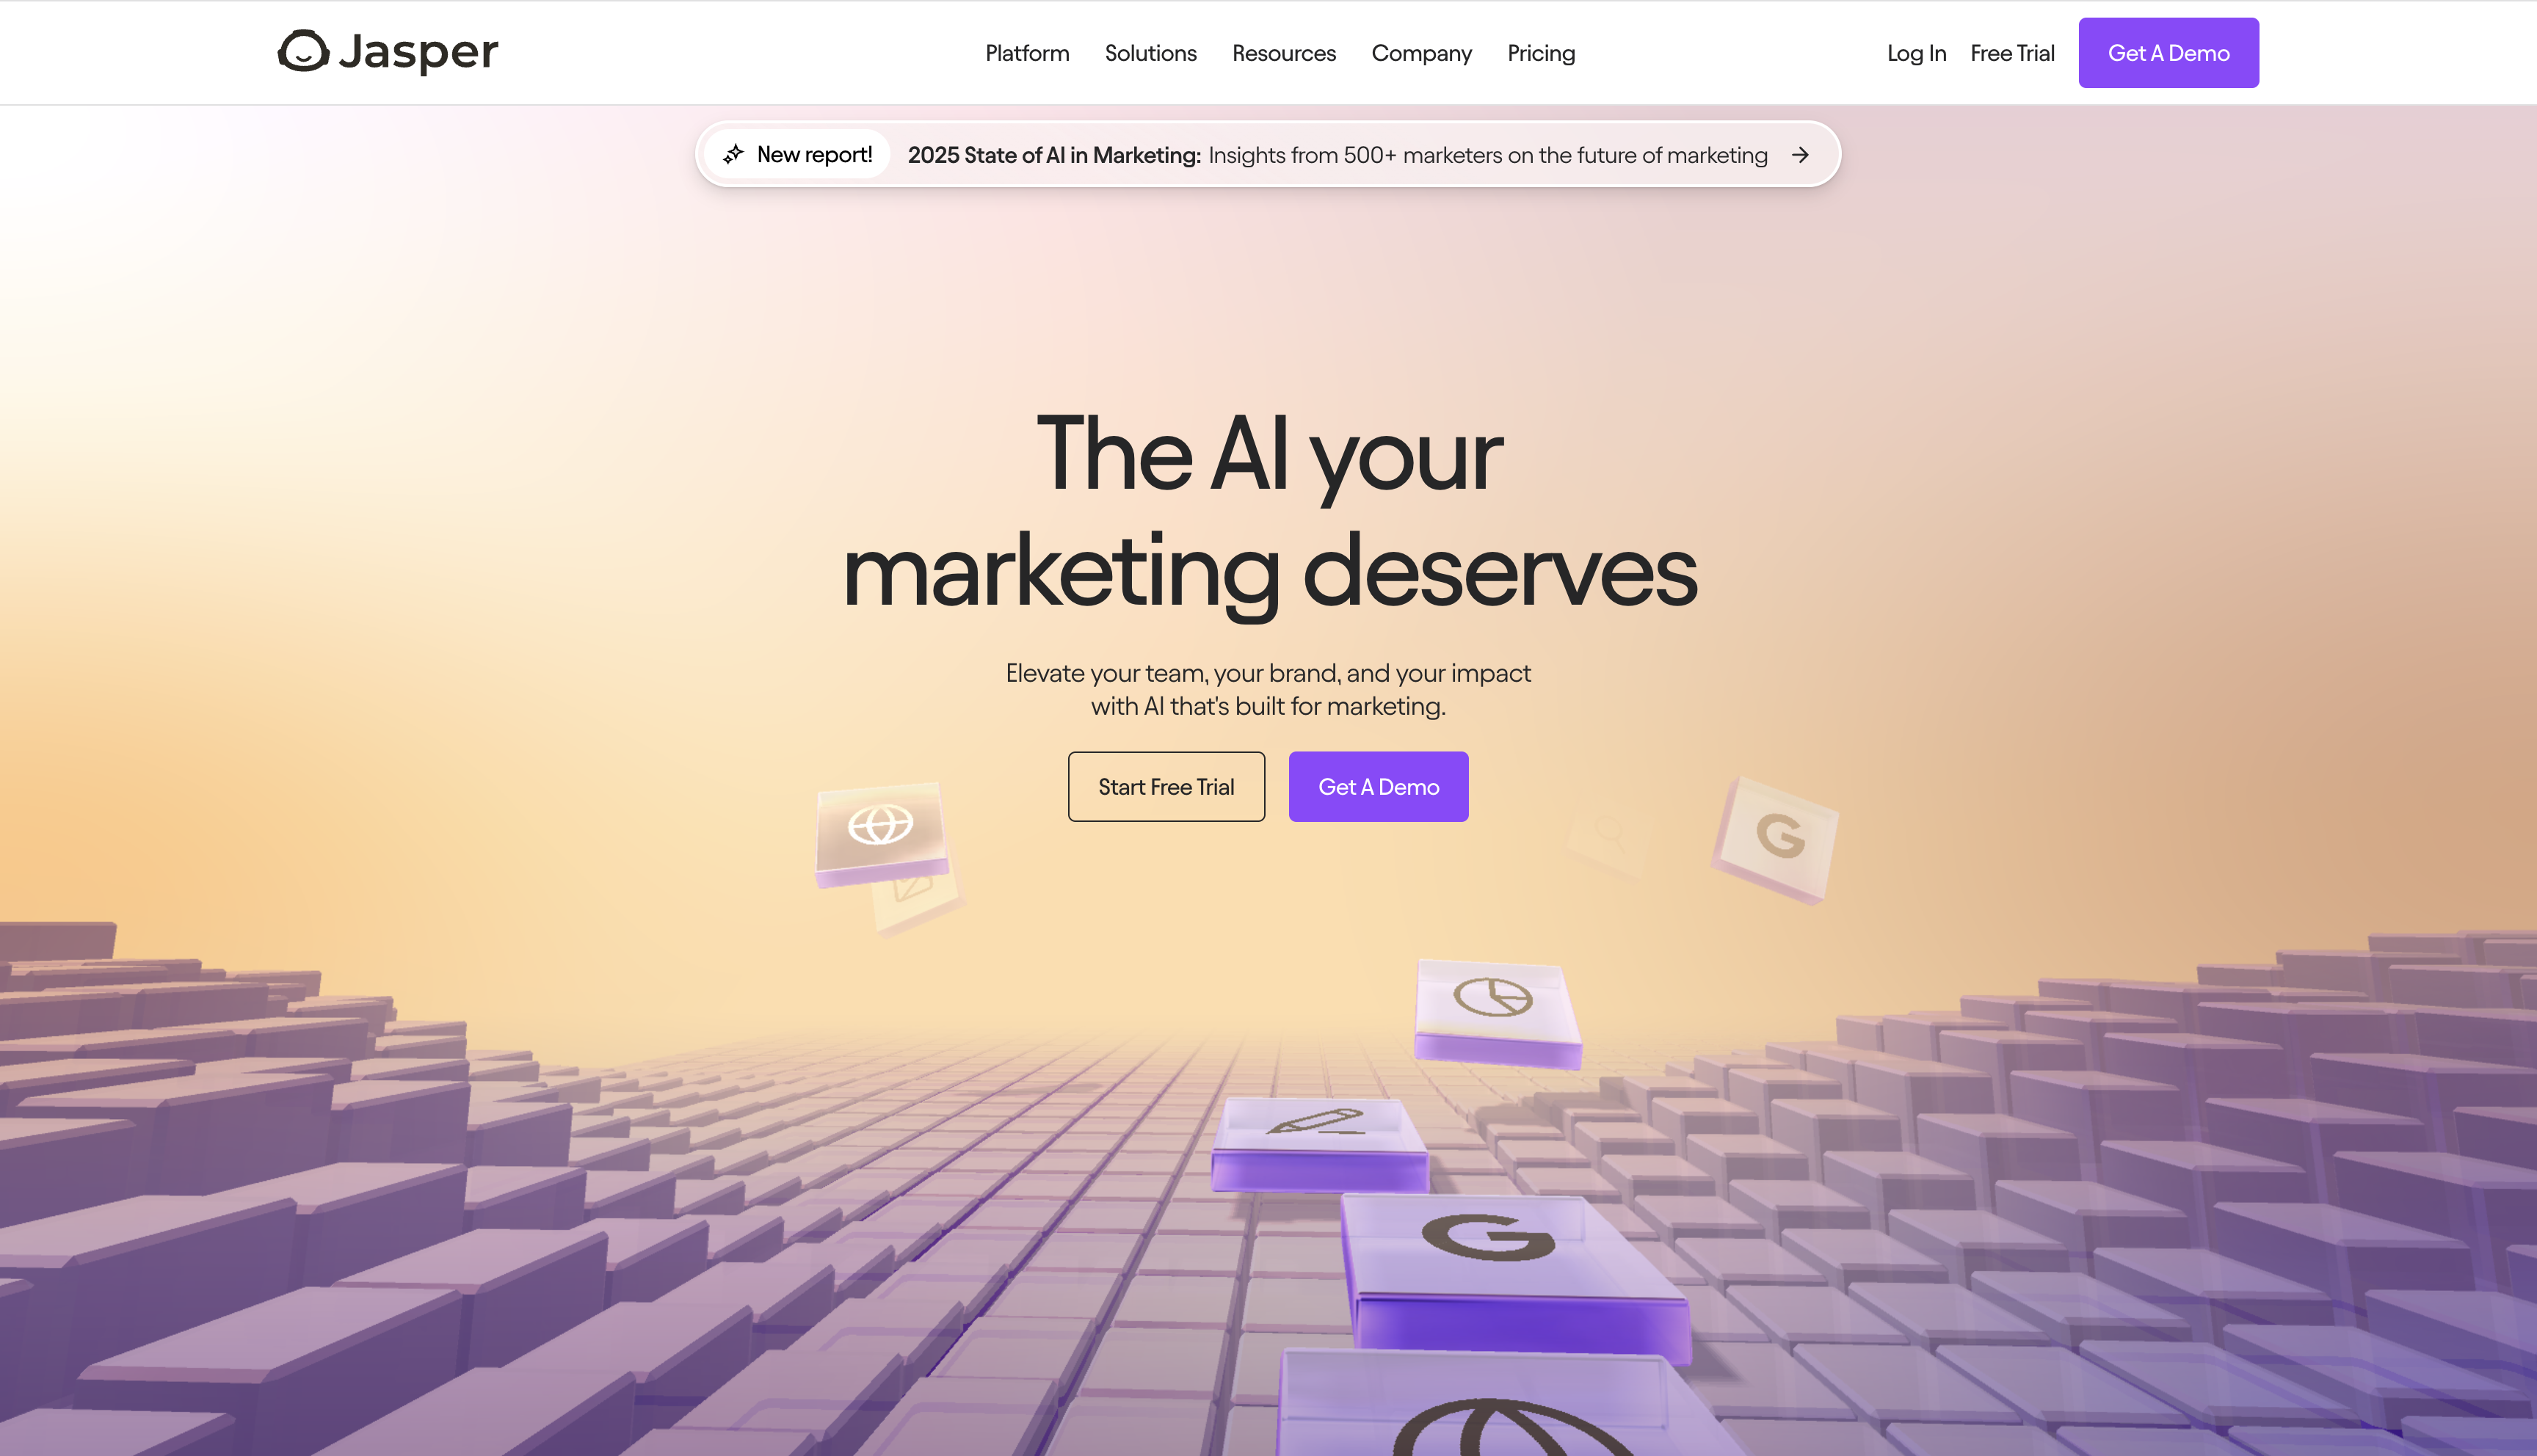 Jasper
Platform Solutions Resources Company Pricing
Log In Free Trial Get A Demo
New report! 2025 State of AI in Marketing: Insights from 500+ marketers on the future of marketing →
The AI your
marketing deserves
Elevate your team, your brand, and your impact
with AI that's built for marketing.
Start Free Trial Get A Demo
G
G